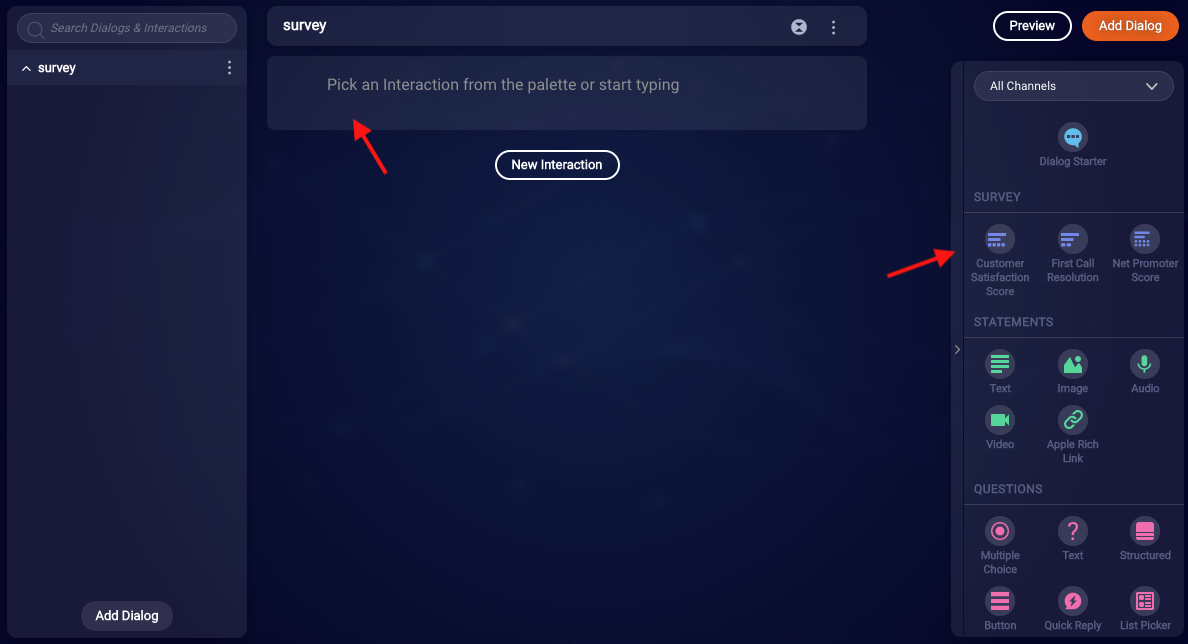 Search Dialogs & Interactions
survey
Add Dialog
survey
Pick an Interaction from the palette or start typing
New Interaction
Preview
Add Dialog
All Channels
Dialog Starter
SURVEY
Customer
Satisfaction
Score
First Call
Resolution
Net Promoter
Score
STATEMENTS
Text
Image
Audio
Video
Apple Rich
Link
QUESTIONS
Multiple
Choice
Text
Structured
Button
Quick Reply
List Picker